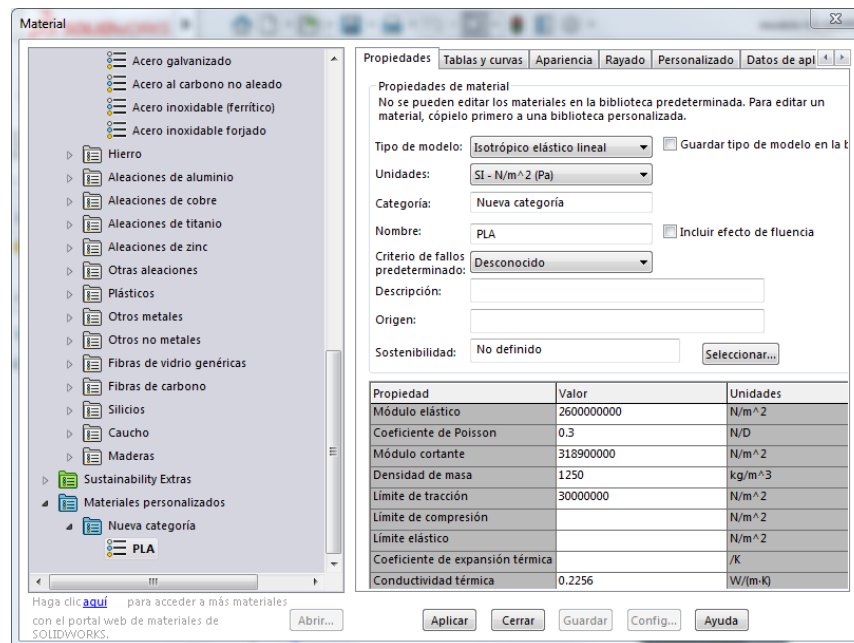 Material
SOLIDWORKS
Acero galvanizado
Acero al carbono no aleado
Acero inoxidable (ferrítico)
Acero inoxidable forjado
Hierro
Aleaciones de aluminio
Aleaciones de cobre
Aleaciones de titanio
Aleaciones de zinc
Otras aleaciones
Plásticos
Otros metales
Otros no metales
Fibras de vidrio genéricas
Fibras de carbono
Silicios
Caucho
Maderas
Sustainability Extras
Materiales personalizados
Nueva categoría
PLA
Haga clic aquí para acceder a más materiales
con el portal web de materiales de
SOLIDWORKS.
Abrir...
Propiedades Tablas y curvas Apariencia Rayado Personalizado Datos de apl
Propiedades de material
No se pueden editar los materiales en la biblioteca predeterminada. Para editar un
material, cópielo primero a una biblioteca personalizada.
Tipo de modelo: Isotrópico elástico lineal Guardar tipo de modelo en la b
Unidades: SI - N/m^2 (Pa)
Categoría: Nueva categoría
Nombre: PLA Incluir efecto de fluencia
Criterio de fallos
predeterminado: Desconocido
Descripción:
Origen:
Sostenibilidad: No definido Seleccionar...
Propiedad Valor Unidades
Módulo elástico 2600000000 N/m^2
Coeficiente de Poisson 0.3 N/D
Módulo cortante 318900000 N/m^2
Densidad de masa 1250 kg/m^3
Límite de tracción 30000000 N/m^2
Límite de compresión N/m^2
Límite elástico N/m^2
Coeficiente de expansión térmica /K
Conductividad térmica 0.2256 W/(m·K)
Aplicar Cerrar Guardar Config... Ayuda